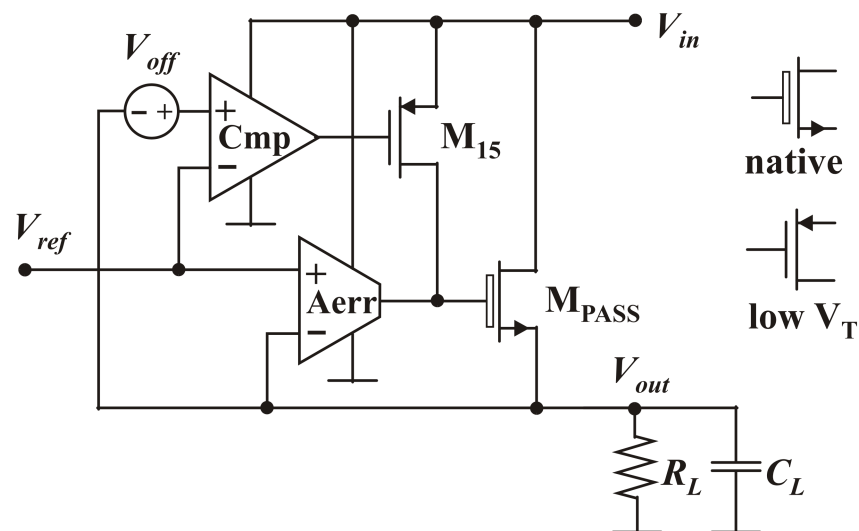 V_in
V_off
- +
+
Cmp
−
M_15
native
V_ref
+
Aerr
−
M_PASS
low V_T
V_out
R_L
C_L